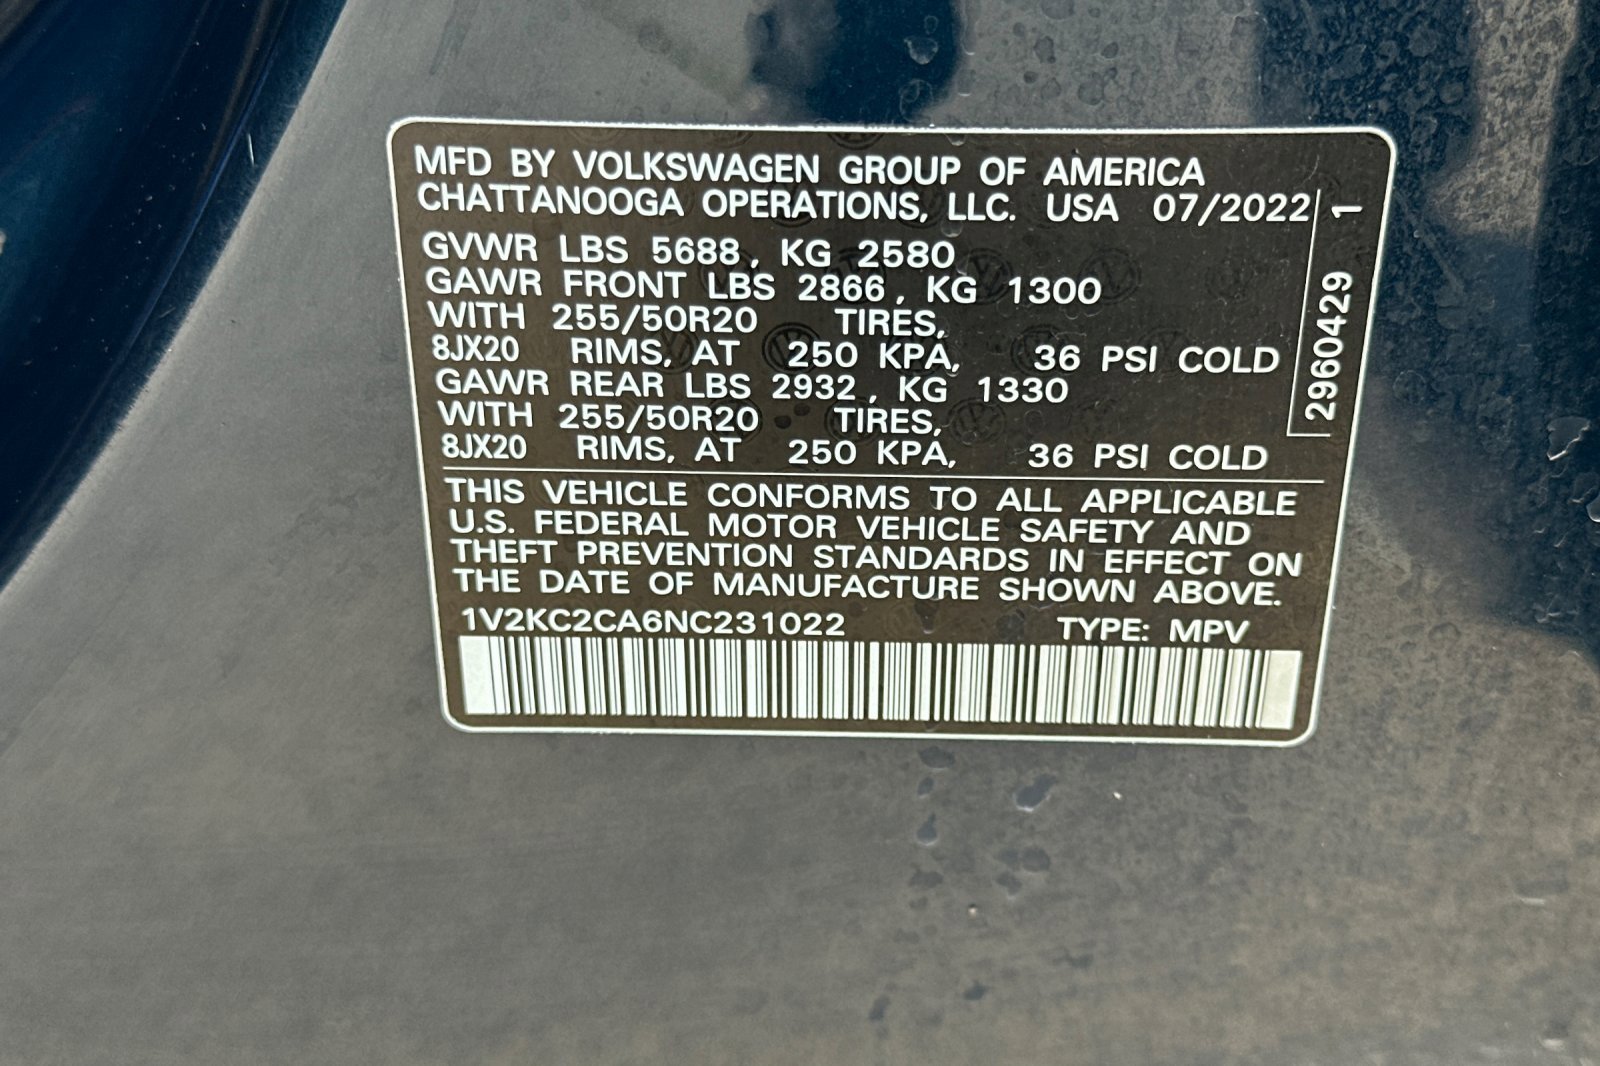 MFD BY VOLKSWAGEN GROUP OF AMERICA
CHATTANOOGA OPERATIONS, LLC. USA 07/2022
GVWR LBS 5688, KG 2580
GAWR FRONT LBS 2866, KG 1300
WITH 255/50R20 TIRES,
8JX20 RIMS, AT 250 KPA, 36 PSI COLD
GAWR REAR LBS 2932, KG 1330
WITH 255/50R20 TIRES,
8JX20 RIMS, AT 250 KPA, 36 PSI COLD
2960429 1
THIS VEHICLE CONFORMS TO ALL APPLICABLE
U.S. FEDERAL MOTOR VEHICLE SAFETY AND
THEFT PREVENTION STANDARDS IN EFFECT ON
THE DATE OF MANUFACTURE SHOWN ABOVE.
1V2KC2CA6NC231022 TYPE: MPV